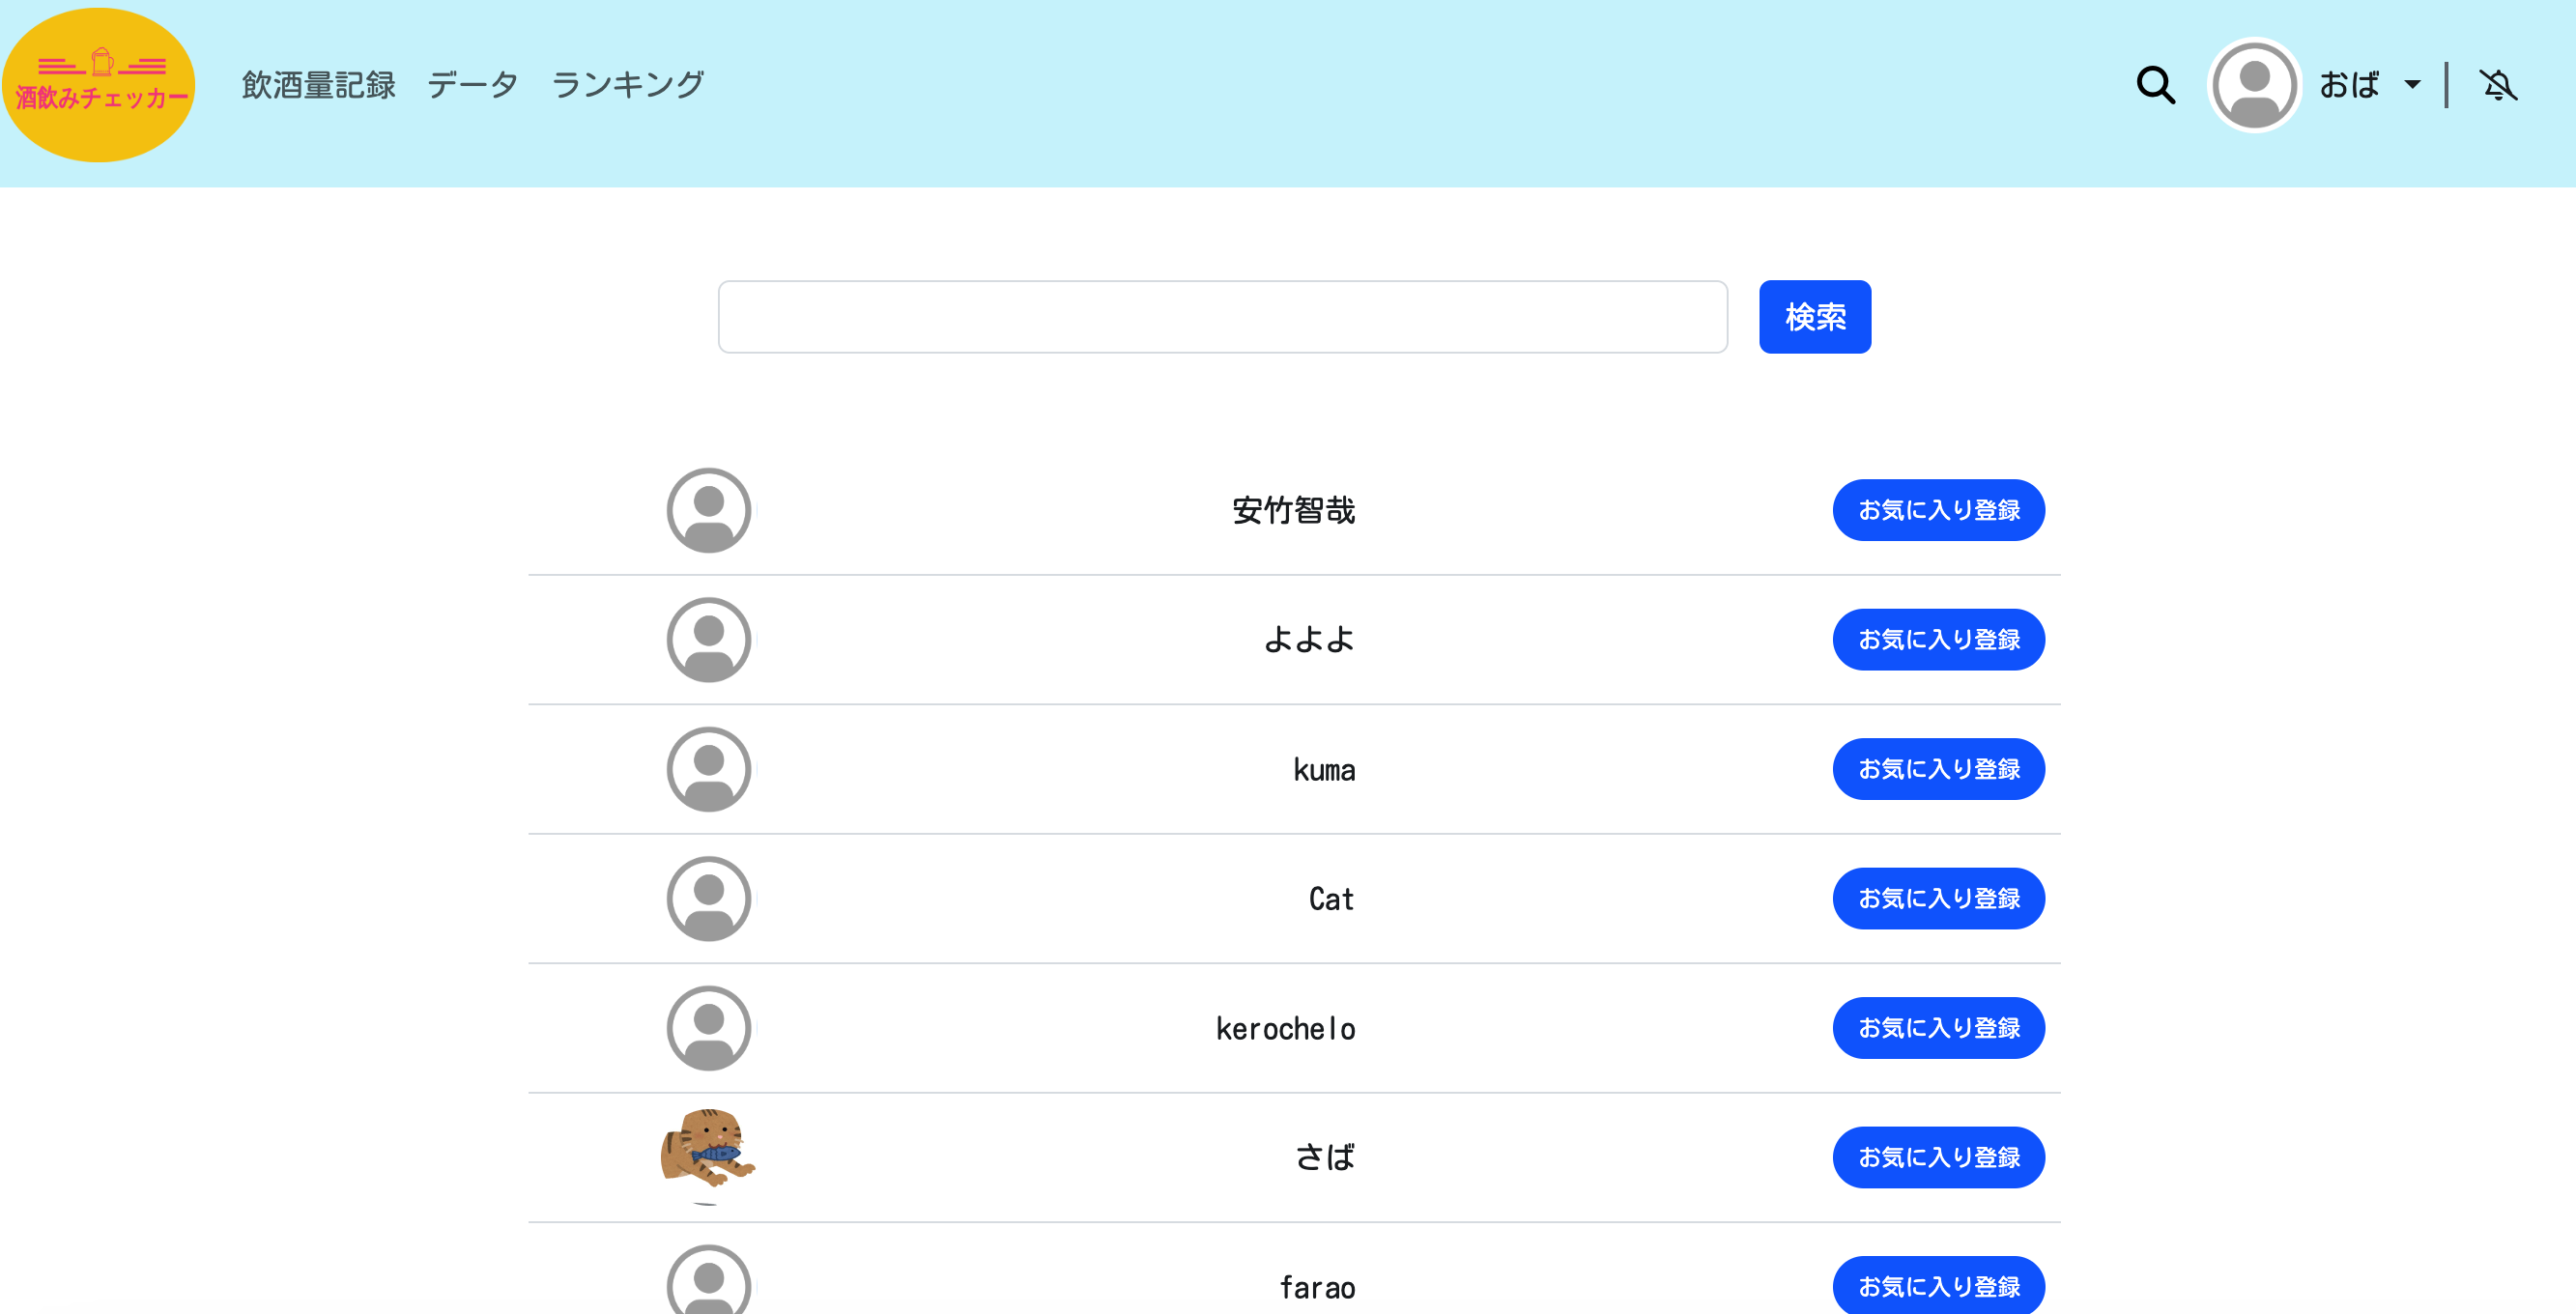 酒飲みチェッカー
飲酒量記録 データ ランキング おば
検索
安竹智哉 お気に入り登録
よよよ お気に入り登録
kuma お気に入り登録
Cat お気に入り登録
kerochelo お気に入り登録
さば お気に入り登録
farao お気に入り登録